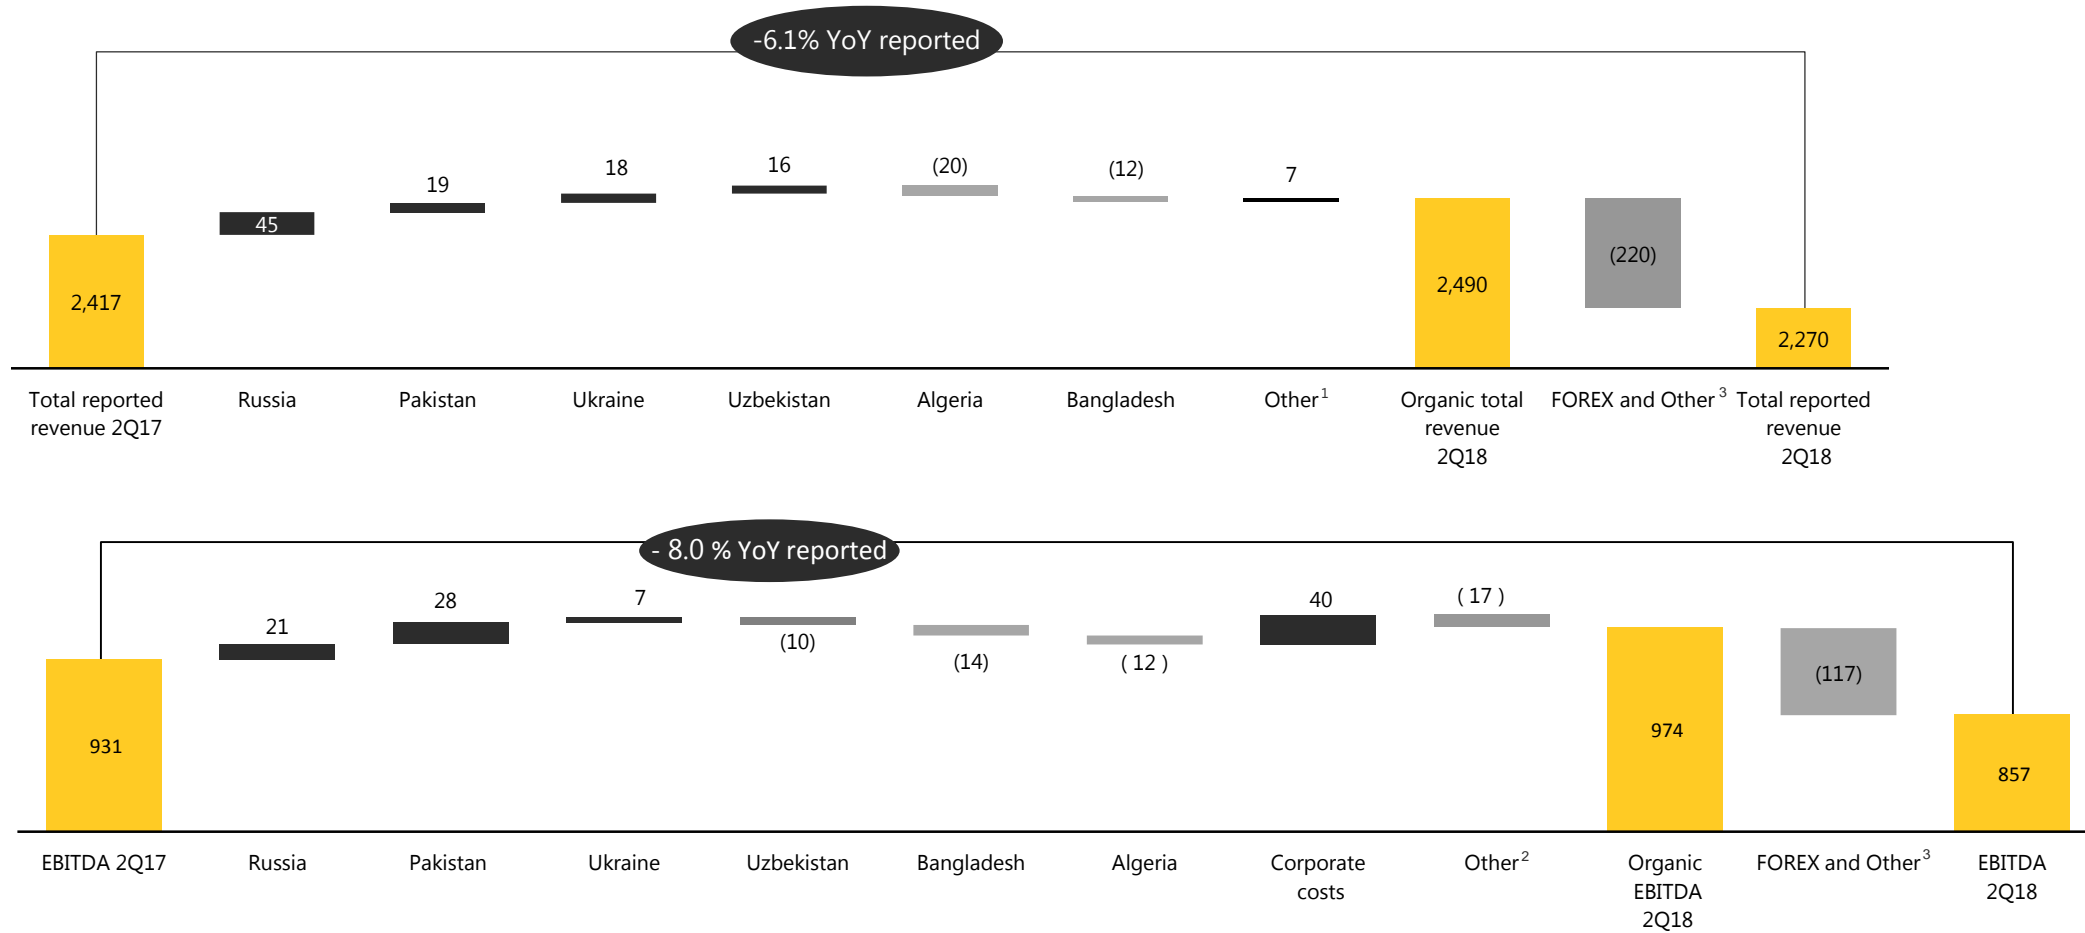 -6.1% YoY reported
45
19
18
16
(20)
(12)
7
2,417
2,490
(220)
2,270
Total reported
revenue 2Q17
Russia
Pakistan
Ukraine
Uzbekistan
Algeria
Bangladesh
Other1
Organic total
revenue
2Q18
FOREX and Other3
Total reported
revenue
2Q18
- 8.0 % YoY reported
21
28
7
(10)
(14)
( 12 )
40
( 17 )
931
974
(117)
857
EBITDA 2Q17
Russia
Pakistan
Ukraine
Uzbekistan
Bangladesh
Algeria
Corporate
costs
Other2
Organic
EBITDA
2Q18
FOREX and Other3
EBITDA
2Q18